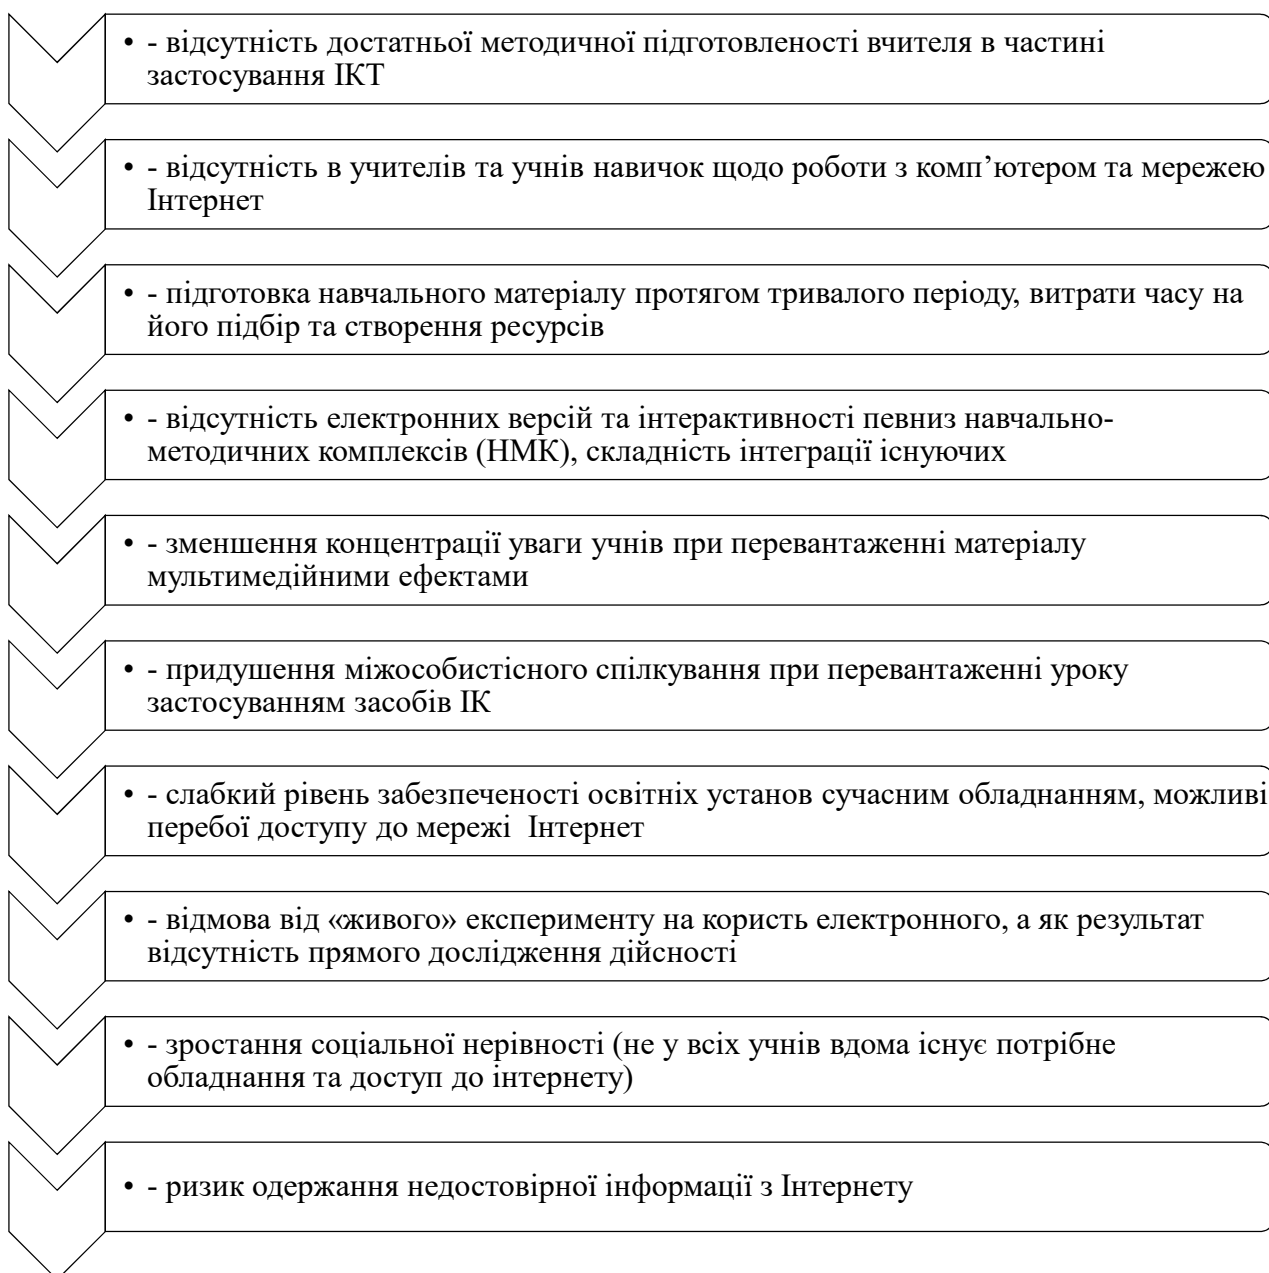 • - відсутність достатньої методичної підготовленості вчителя в частині
застосування ІКТ
• - відсутність в учителів та учнів навичок щодо роботи з комп’ютером та мережею
Інтернет
• - підготовка навчального матеріалу протягом тривалого періоду, витрати часу на
його підбір та створення ресурсів
• - відсутність електронних версій та інтерактивності певниз навчально-
методичних комплексів (НМК), складність інтеграції існуючих
• - зменшення концентрації уваги учнів при перевантаженні матеріалу
мультимедійними ефектами
• - придушення міжособистісного спілкування при перевантаженні уроку
застосуванням засобів ІК
• - слабкий рівень забезпеченості освітніх установ сучасним обладнанням, можливі
перебої доступу до мережі  Інтернет
• - відмова від «живого» експерименту на користь електронного, а як результат
відсутність прямого дослідження дійсності
• - зростання соціальної нерівності (не у всіх учнів вдома існує потрібне
обладнання та доступ до інтернету)
• - ризик одержання недостовірної інформації з Інтернету